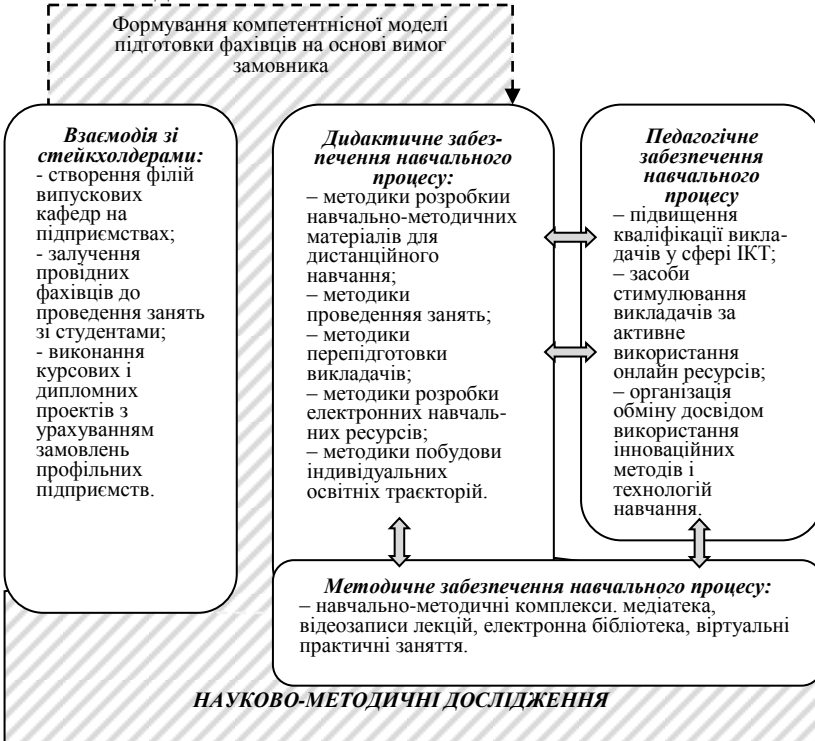 Формування компетентнісної моделі
підготовки фахівців на основі вимог
замовника
Взаємодія зі
стейкхолдерами:
- створення філій
випускових
кафедр на
підприємствах;
- залучення
провідних
фахівців до
проведення занять
зі студентами;
- виконання
курсових і
дипломних
проектів з
урахуванням
замовлень
профільних
підприємств.
Дидактичне забез-
печення навчального
процесу:
– методики розробкии
навчально-методичних
матеріалів для
дистанційного
навчання;
– методики
проведенняя занять;
– методики
перепідготовки
викладачів;
– методики розробки
електронних навчаль-
них ресурсів;
– методики побудови
індивідуальних
освітніх траєкторій.
Педагогічне
забезпечення
навчального
процесу
– підвищення
кваліфікації викла-
дачів у сфері ІКТ;
– засоби
стимулювання
викладачів за
активне
використання
онлайн ресурсів;
– організація
обміну досвідом
використання
інноваційних
методів і
технологій
навчання.
Методичне забезпечення навчального процесу:
– навчально-методичні комплекси. медіатека,
відеозаписи лекцій, електронна бібліотека, віртуальні
практичні заняття.
НАУКОВО-МЕТОДИЧНІ ДОСЛІДЖЕННЯ